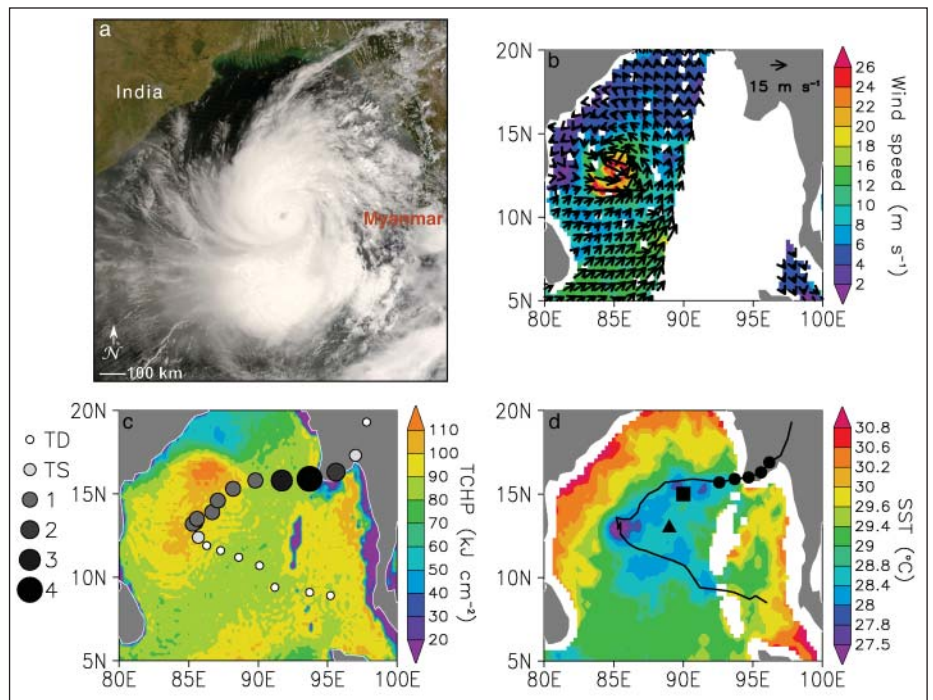 a
India
Myanmar
N
100 km
b
20N
15N
10N
5N
80E 85E 90E 95E 100E
15 m s⁻¹
26
24
20
18
16
14
10
12
8
6
4
2
Wind speed (m s⁻¹)
TD
TS
1
2
3
4
c
20N
15N
10N
5N
80E 85E 90E 95E 100E
110
100
90
80
70
60
50
40
30
20
TCHP (kJ cm⁻²)
d
20N
15N
10N
5N
80E 85E 90E 95E 100E
30.8
30.6
30.2
30
29.6
29.4
29
28.8
28.4
28
27.8
27.5
SST (°C)